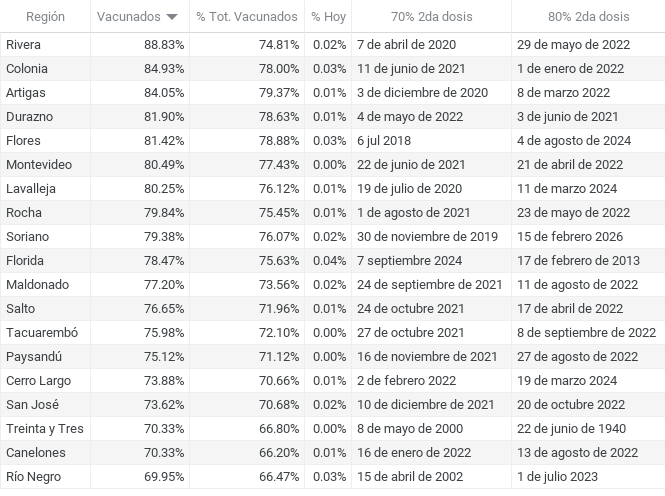 Región Vacunados % Tot. Vacunados % Hoy 70% 2da dosis 80% 2da dosis
Rivera 88.83% 74.81% 0.02% 7 de abril de 2020 29 de mayo de 2022
Colonia 84.93% 78.00% 0.03% 11 de junio de 2021 1 de enero de 2022
Artigas 84.05% 79.37% 0.01% 3 de diciembre de 2020 8 de marzo 2022
Durazno 81.90% 78.63% 0.01% 4 de mayo de 2022 3 de junio de 2021
Flores 81.42% 78.88% 0.03% 6 jul 2018 4 de agosto de 2024
Montevideo 80.49% 77.43% 0.00% 22 de junio de 2021 21 de abril de 2022
Lavalleja 80.25% 76.12% 0.01% 19 de julio de 2020 11 de marzo 2024
Rocha 79.84% 75.45% 0.01% 1 de agosto de 2021 23 de mayo de 2022
Soriano 79.38% 76.07% 0.02% 30 de noviembre de 2019 15 de febrero 2026
Florida 78.47% 75.63% 0.04% 7 septiembre 2024 17 de febrero de 2013
Maldonado 77.20% 73.56% 0.02% 24 de septiembre de 2021 11 de agosto de 2022
Salto 76.65% 71.96% 0.01% 24 de octubre 2021 17 de abril de 2022
Tacuarembó 75.98% 72.10% 0.00% 27 de octubre 2021 8 de septiembre de 2022
Paysandú 75.12% 71.12% 0.00% 16 de noviembre de 2021 27 de agosto de 2022
Cerro Largo 73.88% 70.66% 0.01% 2 de febrero 2022 19 de marzo de 2024
San José 73.62% 70.68% 0.02% 10 de diciembre de 2021 20 de octubre de 2022
Treinta y Tres 70.33% 66.80% 0.00% 8 de mayo de 2000 22 de junio de 1940
Canelones 70.33% 66.20% 0.01% 16 de enero de 2022 13 de agosto de 2022
Río Negro 69.95% 66.47% 0.03% 15 de abril de 2002 1 de julio 2023